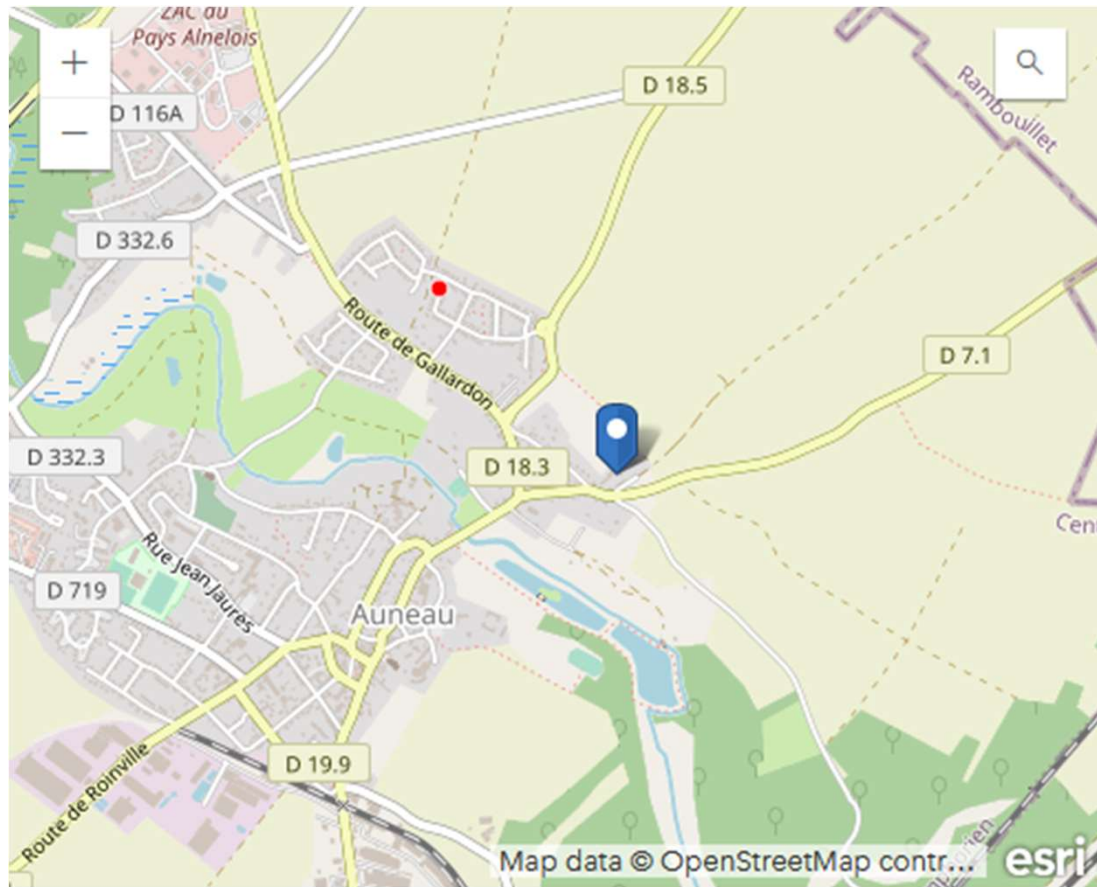 ZAC du
Pays Alnelois
+
D 18.5
D 116A
Rambouillet
−
D 332.6
Route de Gallardon
D 7.1
D 332.3
D 18.3
Rue Jean Jaurès
D 719
Auneau
D 19.9
Route de Roinville
Map data © OpenStreetMap contr...
esri